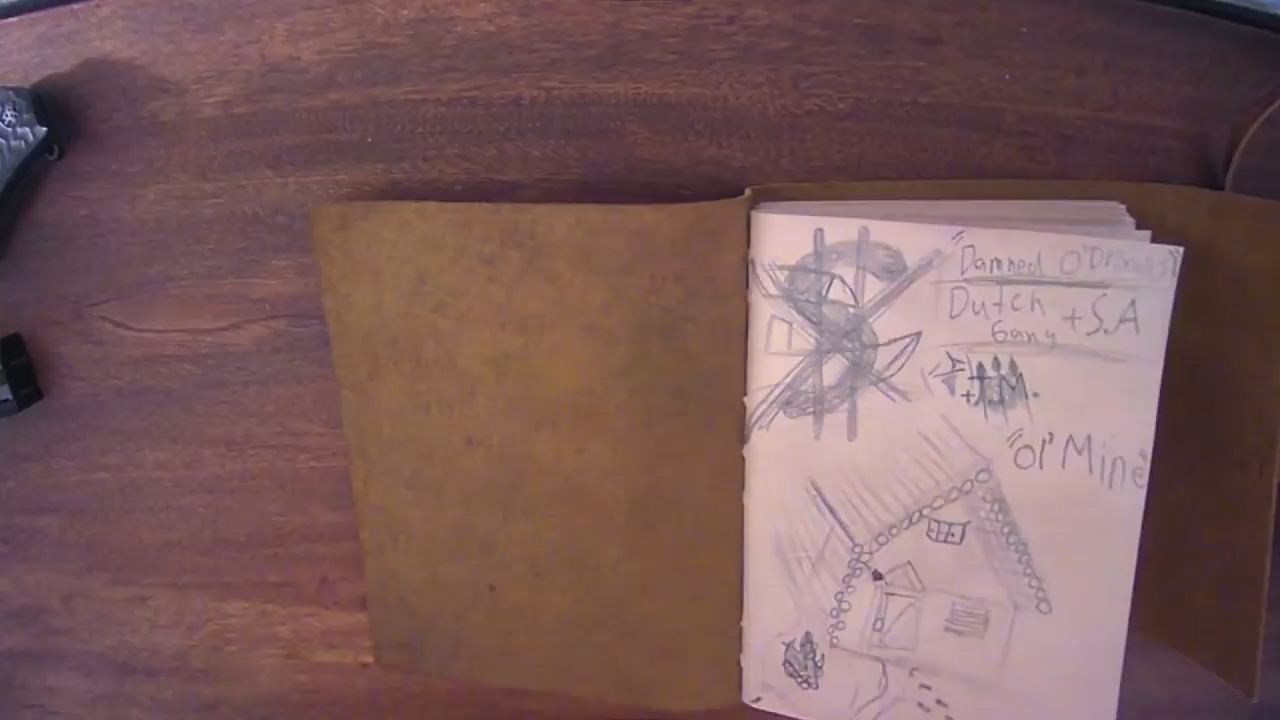 "Damned O'Driscolls"
Dutch + S.A
Gang
+ J.M.
"Ol' Mine"